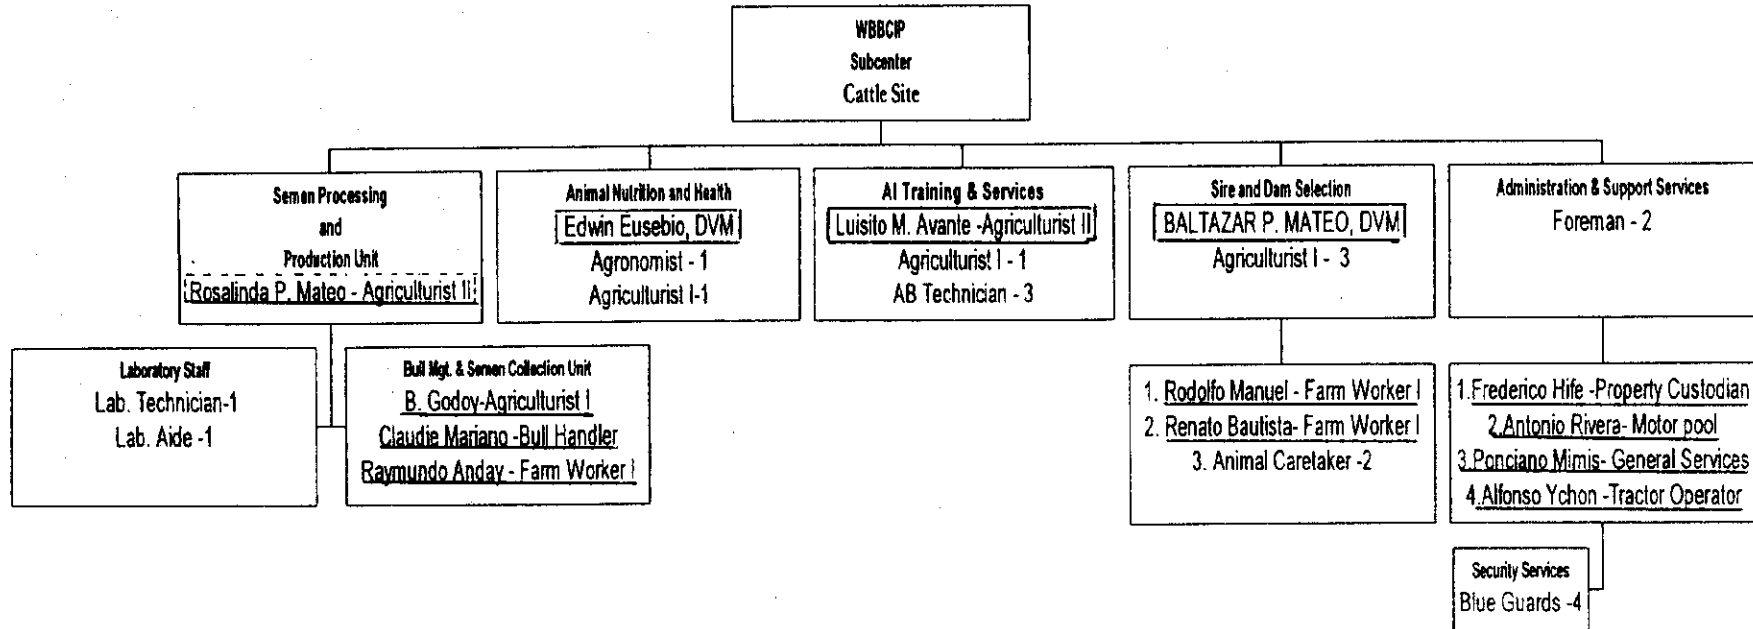 WBBCIP
Subcenter
Cattle Site
Semen Processing
and
Production Unit
Rosalinda P. Mateo - Agriculturist II
Animal Nutrition and Health
Edwin Eusebio, DVM
Agronomist - 1
Agriculturist I-1
AI Training & Services
Luisito M. Avante -Agriculturist II
Agriculturist I - 1
AB Technician - 3
Sire and Dam Selection
BALTAZAR P. MATEO, DVM
Agriculturist I - 3
Administration & Support Services
Foreman - 2
Laboratory Staff
Lab. Technician-1
Lab. Aide -1
Bull Mgt. & Semen Collection Unit
B. Godoy-Agriculturist I
Claudie Mariano -Bull Handler
Raymundo Anday - Farm Worker I
1. Rodolfo Manuel - Farm Worker I
2. Renato Bautista- Farm Worker I
3. Animal Caretaker -2
1.Frederico Hife -Property Custodian
2.Antonio Rivera- Motor pool
3.Ponciano Mimis- General Services
4.Alfonso Ychon -Tractor Operator
Security Services
Blue Guards -4